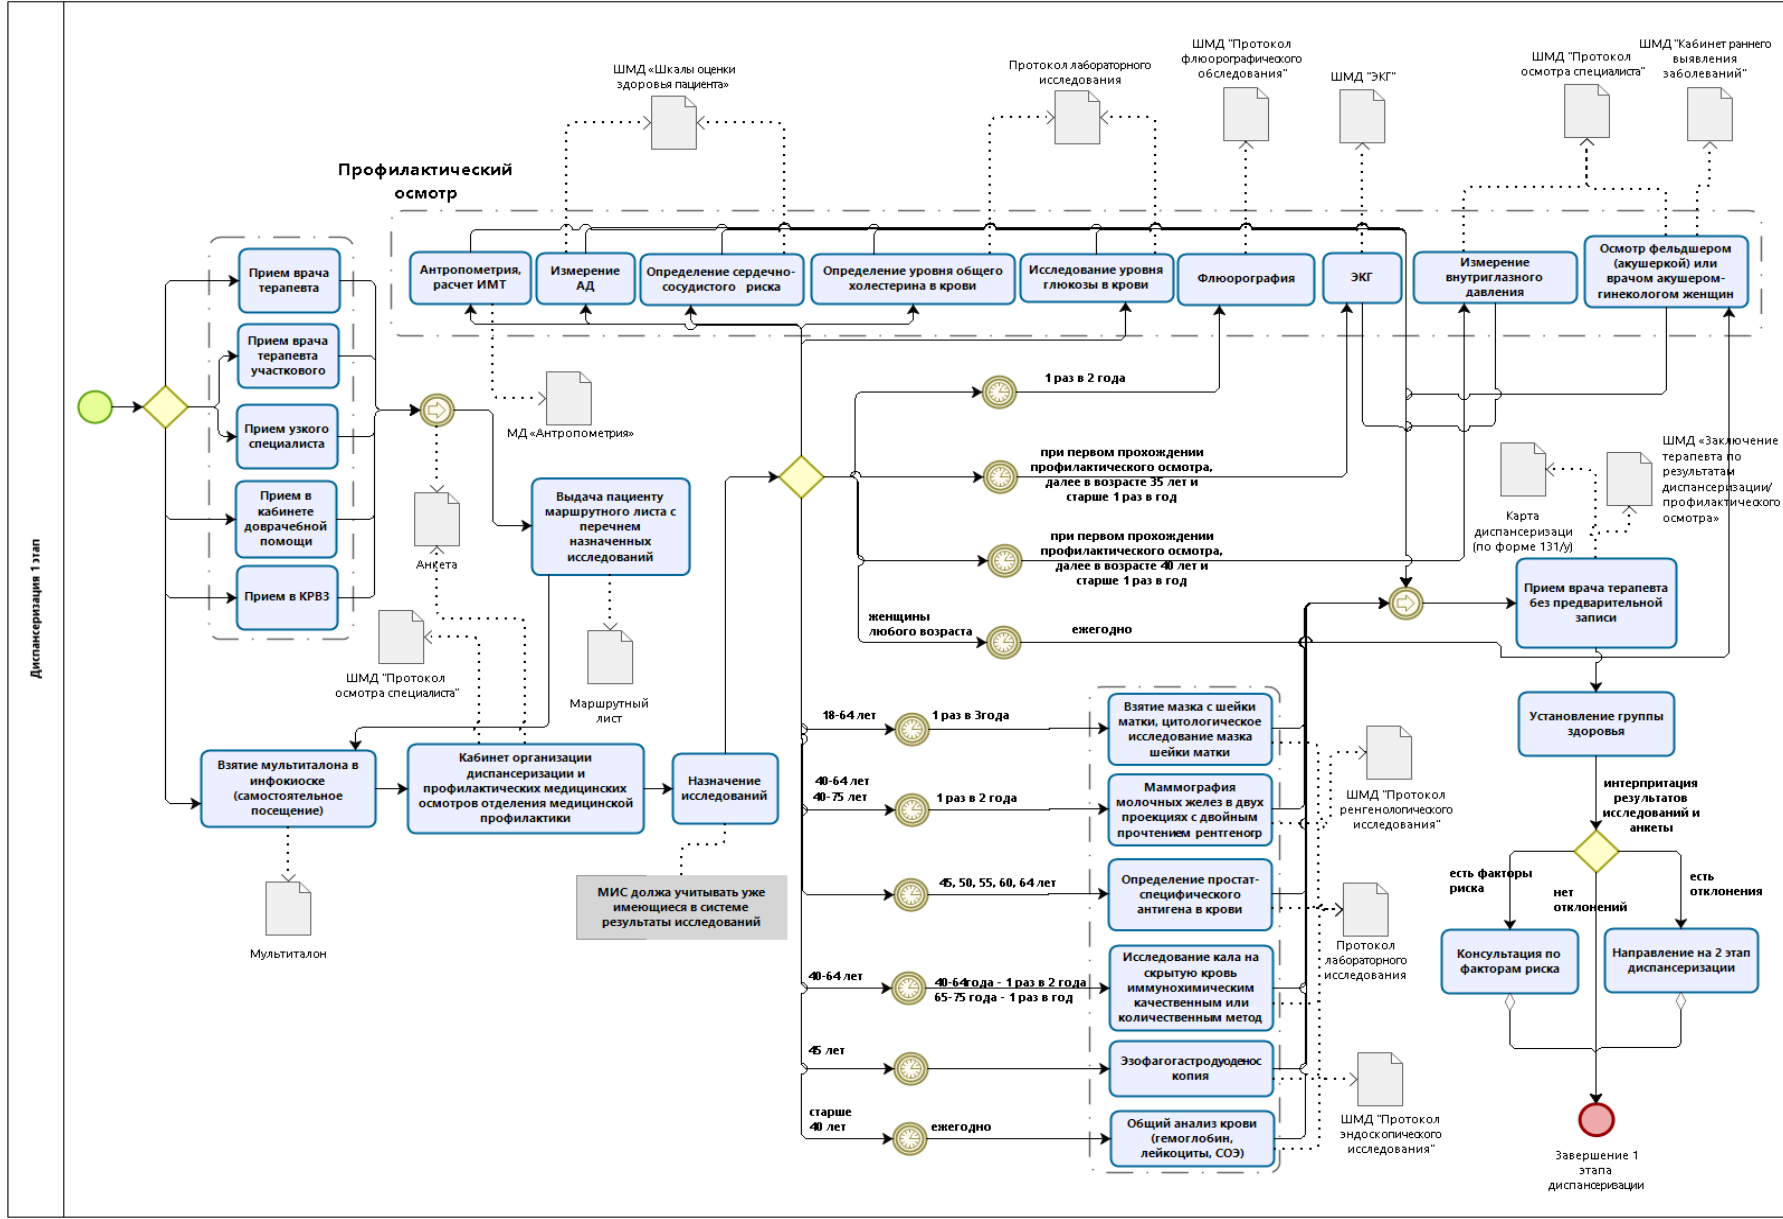 Диспансеризация 1 этап
ШМД «Шкалы оценки
здоровья пациента»
Протокол лабораторного
исследования
ШМД "Протокол
флюорографического
обследования"
ШМД "ЭКГ"
ШМД "Протокол
осмотра специалиста"
ШМД "Кабинет раннего
выявления
заболеваний"
Профилактический
осмотр
Антропометрия,
расчет ИМТ
Измерение
АД
Определение сердечно-
сосудистого риска
Определение уровня общего
холестерина в крови
Исследование уровня
глюкозы в крови
Флюорография
ЭКГ
Измерение
внутриглазного
давления
Осмотр фельдшером
(акушеркой) или
врачом акушером-
гинекологом женщин
Прием врача
терапевта
Прием врача
терапевта
участкового
Прием узкого
специалиста
Прием в
кабинете
доврачебной
помощи
Прием в КРВЗ
МД «Антропометрия»
Анкета
Выдача пациенту
маршрутного листа с
перечнем
назначенных
исследований
Маршрутный
лист
ШМД "Протокол
осмотра специалиста"
Взятие мультиталона в
инфокиоске
(самостоятельное
посещение)
Мультиталон
Кабинет организации
диспансеризации и
профилактических медицинских
осмотров отделения медицинской
профилактики
Назначение
исследований
МИС должа учитывать уже
имеющиеся в системе
результаты исследований
1 раз в 2 года
при первом прохождении
профилактического осмотра,
далее в возрасте 35 лет и
старше 1 раз в год
при первом прохождении
профилактического осмотра,
далее в возрасте 40 лет и
старше 1 раз в год
женщины
любого возраста
ежегодно
18-64 лет
1 раз в 3года
Взятие мазка с шейки
матки, цитологическое
исследование мазка
шейки матки
40-64 лет
40-75 лет
1 раз в 2 года
Маммография
молочных желез в двух
проекциях с двойным
прочтением рентгеногр
ШМД "Протокол
ренгенологического
исследования"
45, 50, 55, 60, 64 лет
Определение простат-
специфического
антигена в крови
Протокол
лабораторного
исследования
40-64 лет
40-64года - 1 раз в 2 года
65-75 года - 1 раз в год
Исследование кала на
скрытую кровь
иммунохимическим
качественным или
количественным метод
45 лет
Эзофагогастродуоденос
копия
ШМД "Протокол
эндоскопического
исследования"
старше
40 лет
ежегодно
Общий анализ крови
(гемоглобин,
лейкоциты, СОЭ)
Карта
диспансеризаци
(по форме 131/у)
ШМД «Заключение
терапевта по
результатам
диспансеризации/
профилактического
осмотра»
Прием врача терапевта
без предварительной
записи
Установление группы
здоровья
интерпритация
результатов
исследований и
анкеты
есть факторы
риска
нет
отклонений
есть
отклонения
Консультация по
факторам риска
Направление на 2 этап
диспансеризации
Завершение 1
этапа
диспансеривации